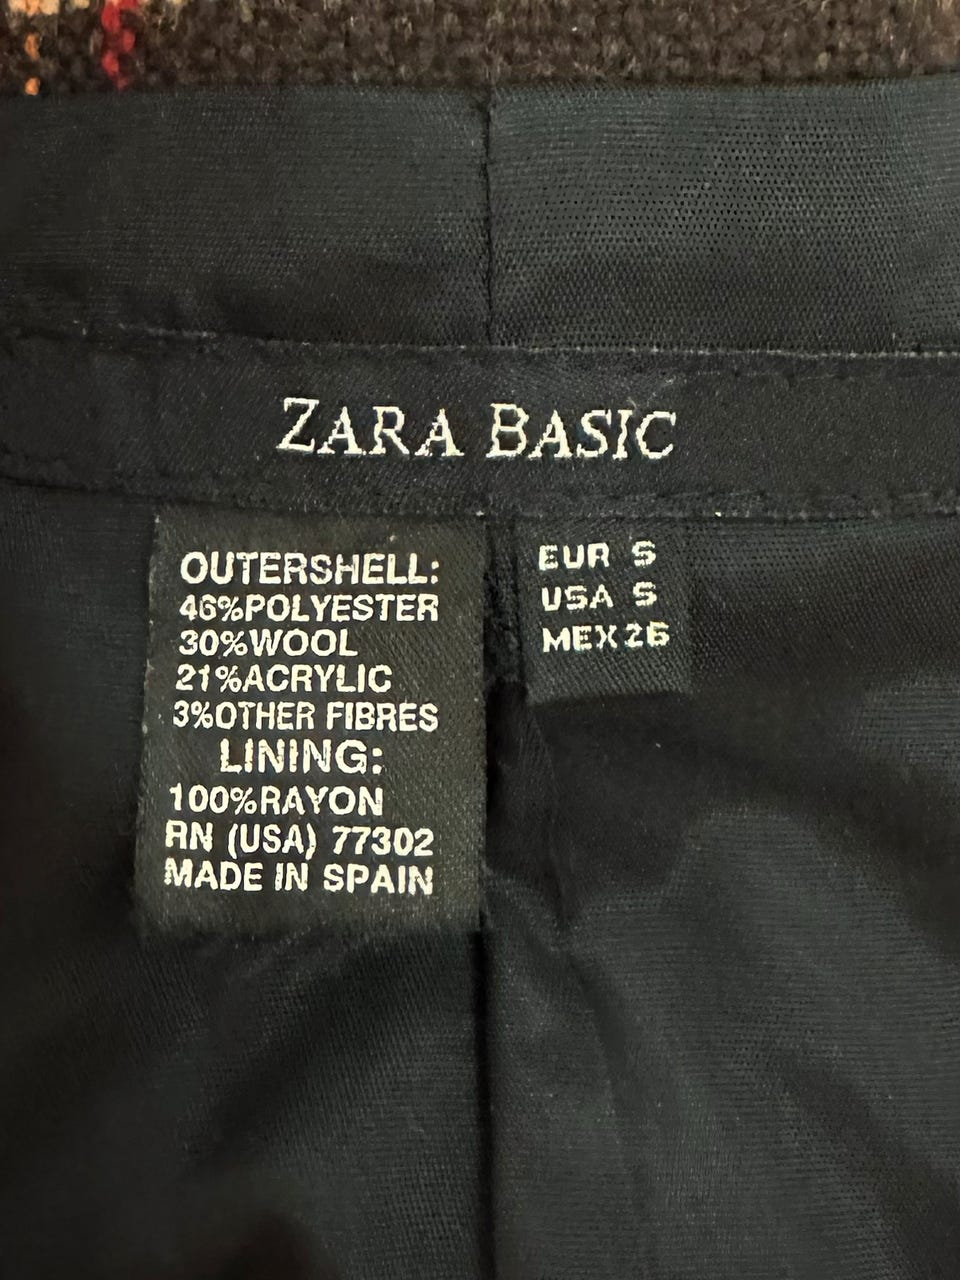 ZARA BASIC
OUTERSHELL:
46%POLYESTER
30%WOOL
21%ACRYLIC
3%OTHER FIBRES
LINING:
100%RAYON
RN (USA) 77302
MADE IN SPAIN
EUR S
USA S
MEX 26